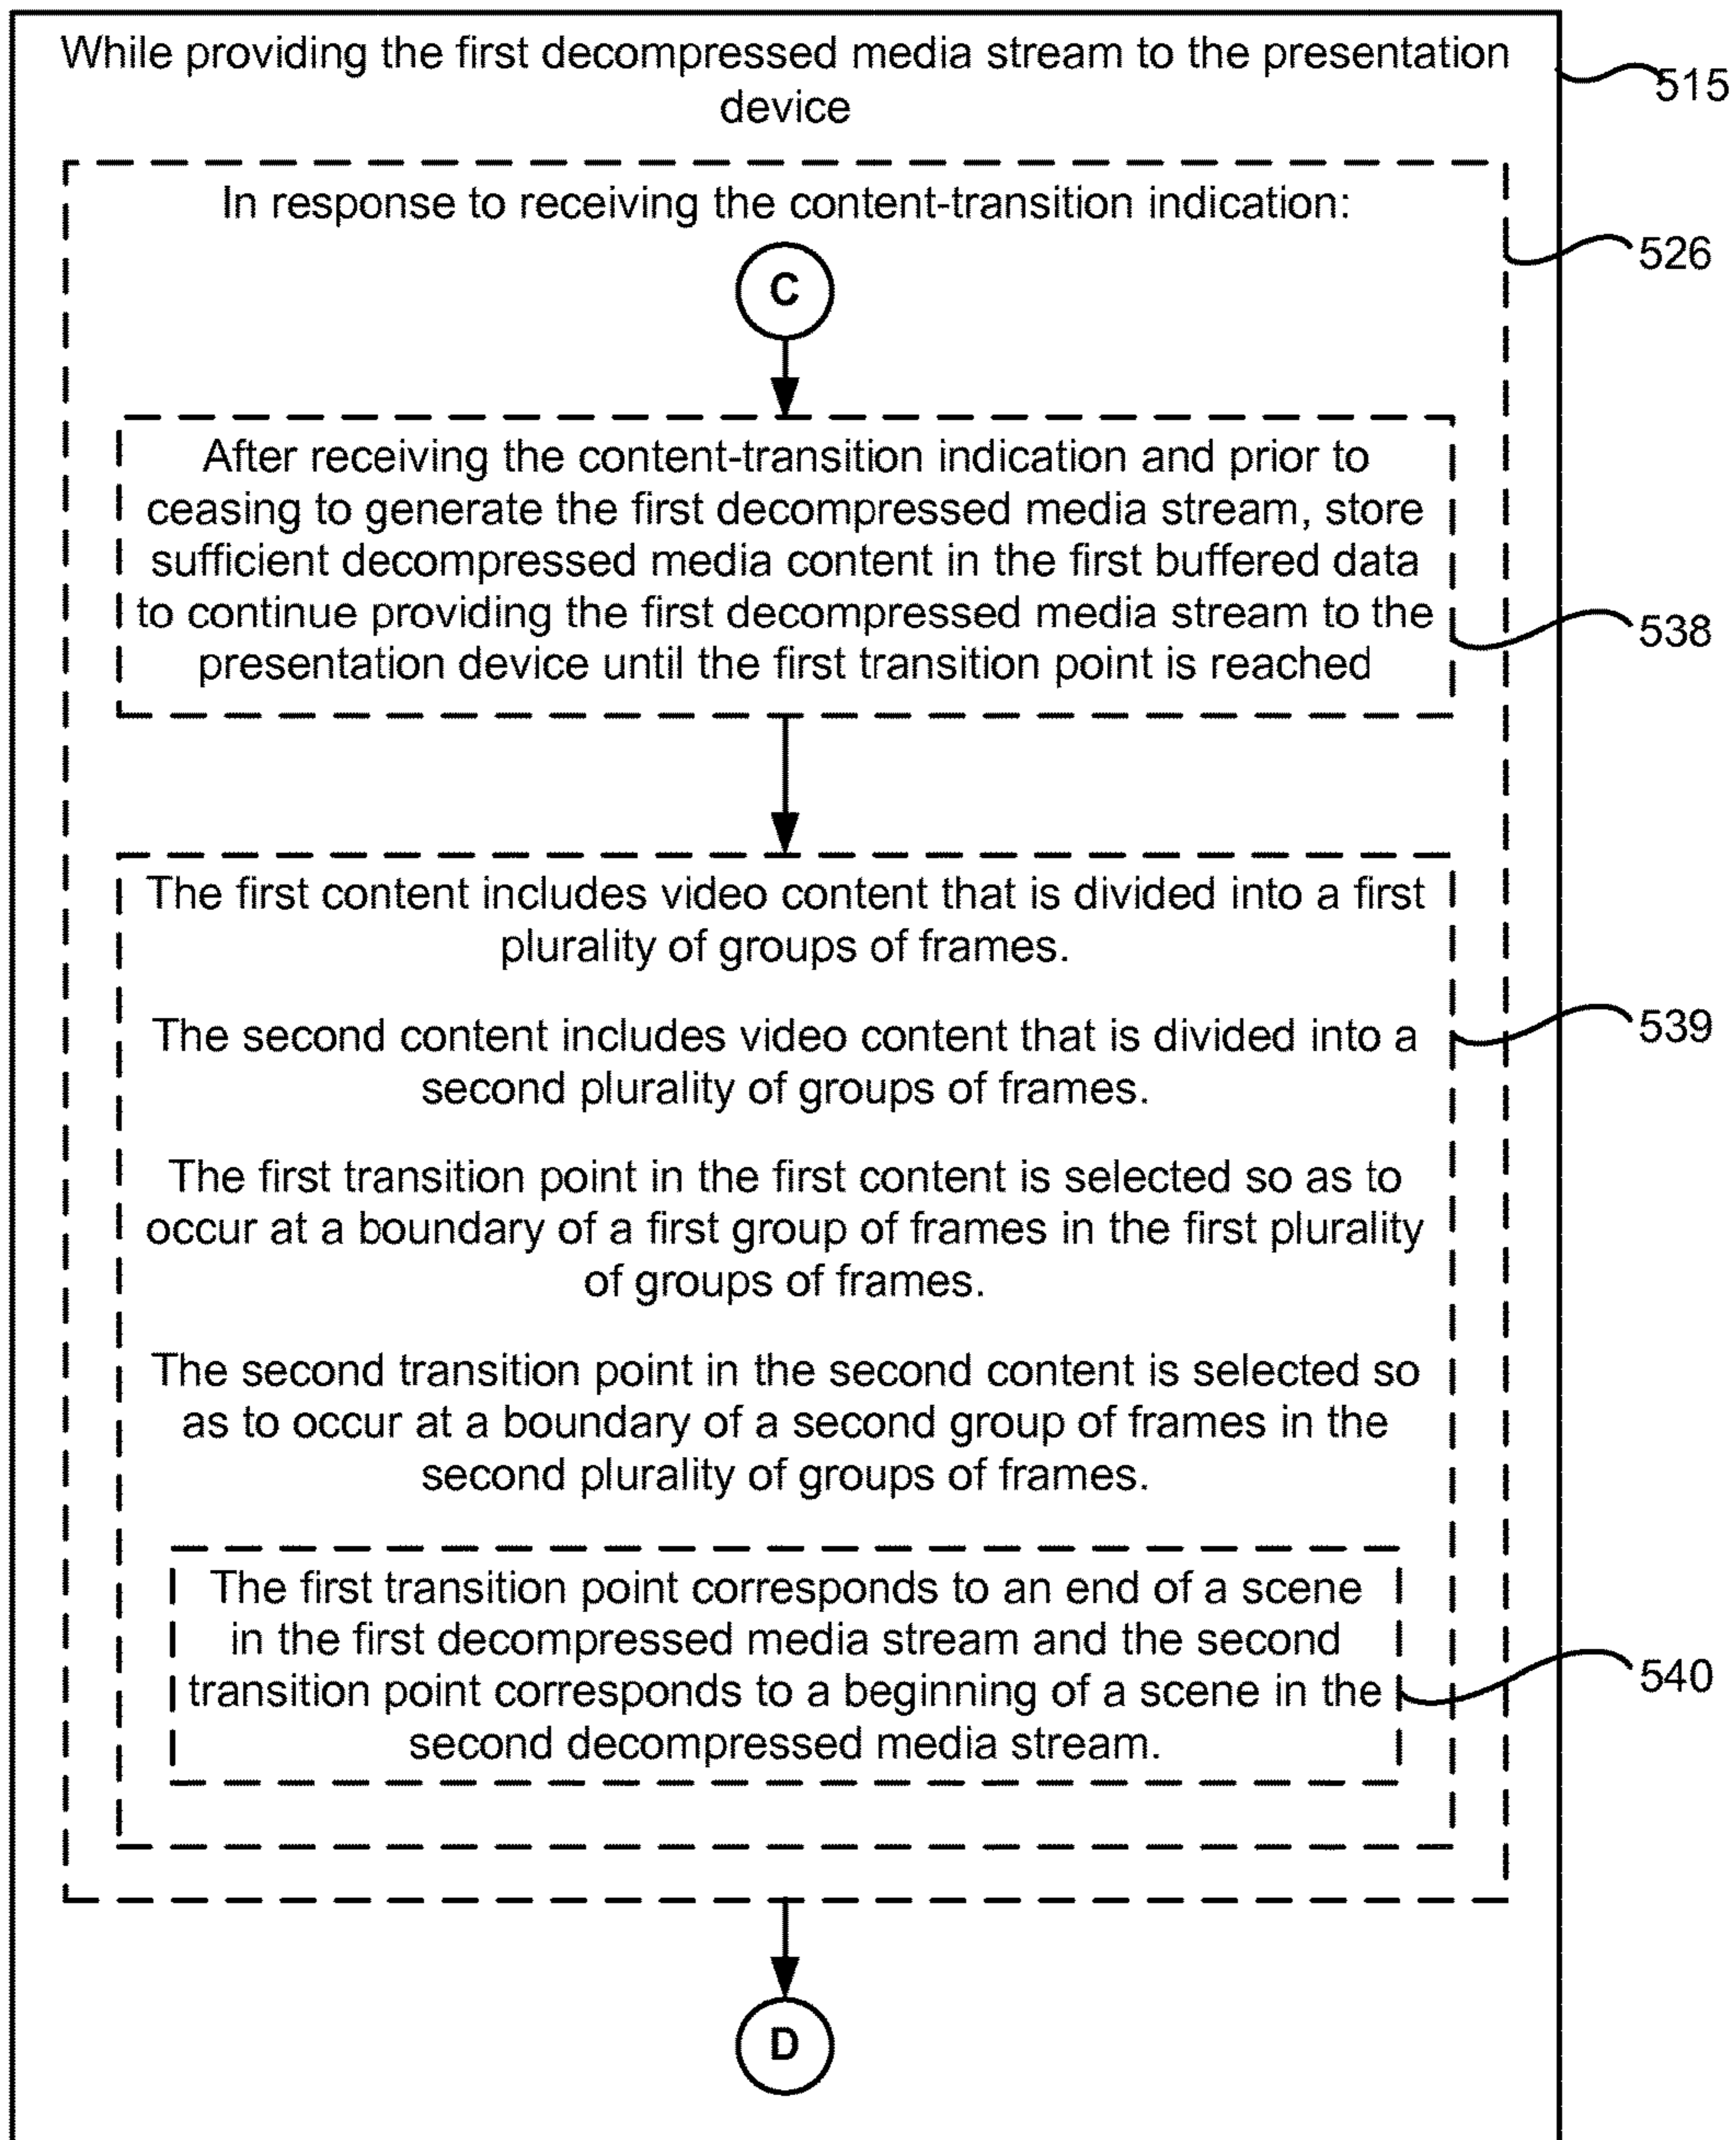 While providing the first decompressed media stream to the presentation
device
515
In response to receiving the content-transition indication:
526
C
After receiving the content-transition indication and prior to
ceasing to generate the first decompressed media stream, store
sufficient decompressed media content in the first buffered data
to continue providing the first decompressed media stream to the
presentation device until the first transition point is reached
538
The first content includes video content that is divided into a first
plurality of groups of frames.
The second content includes video content that is divided into a
second plurality of groups of frames.
539
The first transition point in the first content is selected so as to
occur at a boundary of a first group of frames in the first plurality
of groups of frames.
The second transition point in the second content is selected so
as to occur at a boundary of a second group of frames in the
second plurality of groups of frames.
The first transition point corresponds to an end of a scene
in the first decompressed media stream and the second
transition point corresponds to a beginning of a scene in the
second decompressed media stream.
540
D